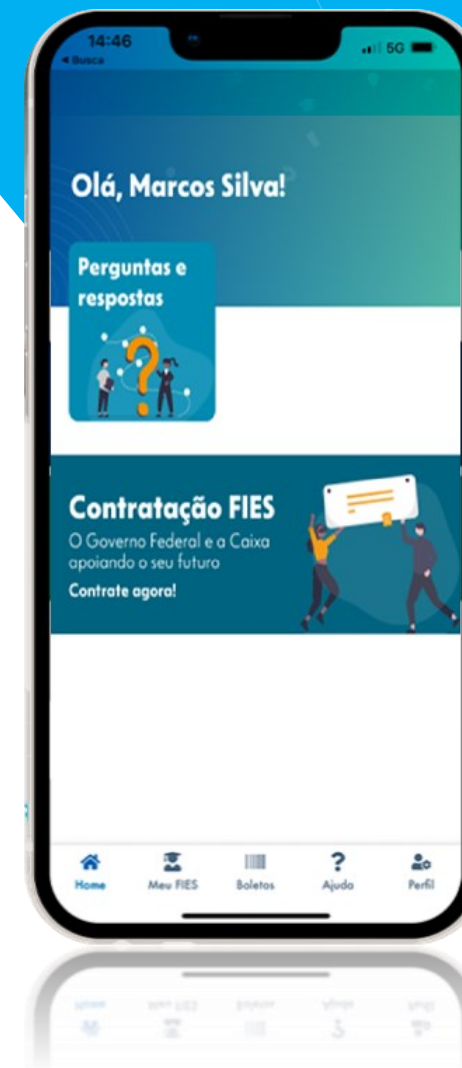 14:46
5G
◀ Busca
Olá, Marcos Silva!
Perguntas e
respostas
?
Contratação FIES
O Governo Federal e a Caixa
apoiando o seu futuro
Contrate agora!
?
Home
Meu FIES
Boletos
Ajuda
Perfil